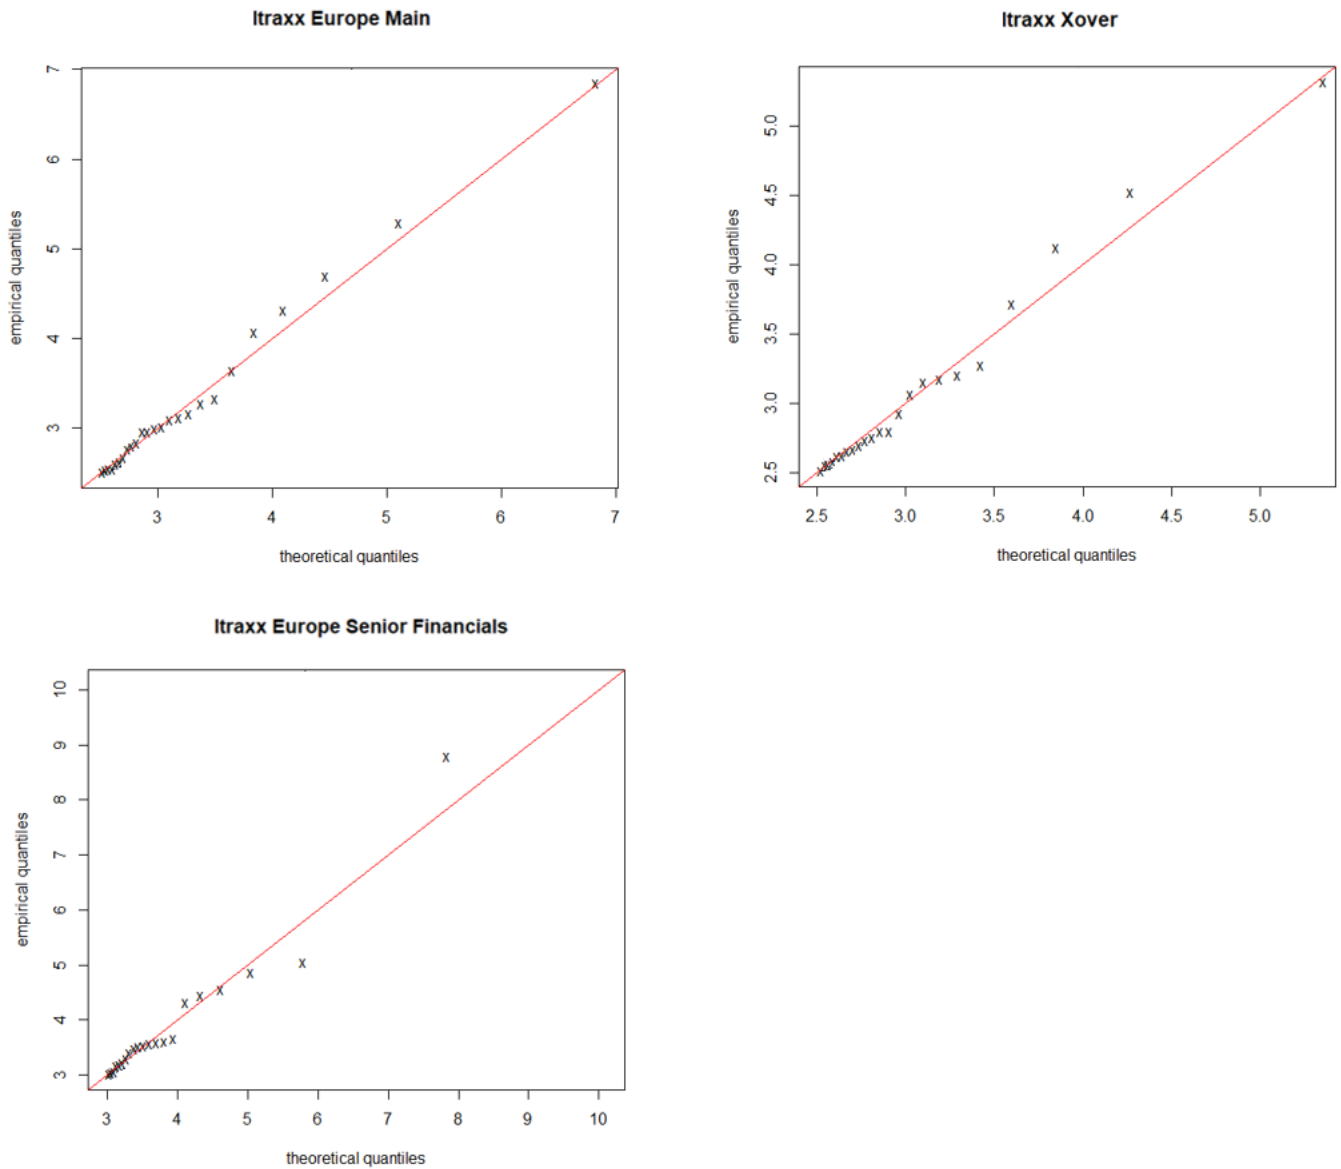 Itraxx Europe Main
7
6
5
4
3
empirical quantiles
3 4 5 6 7
theoretical quantiles
Itraxx Xover
5.0
4.5
4.0
3.5
3.0
2.5
empirical quantiles
2.5 3.0 3.5 4.0 4.5 5.0
theoretical quantiles
Itraxx Europe Senior Financials
10
9
8
7
6
5
4
3
empirical quantiles
3 4 5 6 7 8 9 10
theoretical quantiles